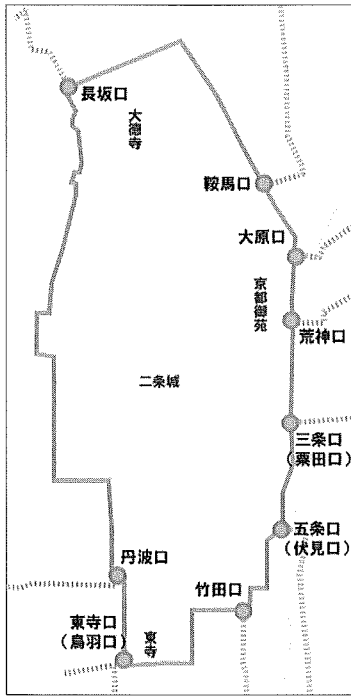 長坂口
大徳寺
鞍馬口
大原口
京都御苑
荒神口
二条城
三条口
(粟田口)
五条口
(伏見口)
丹波口
竹田口
東寺口
(鳥羽口)
東寺